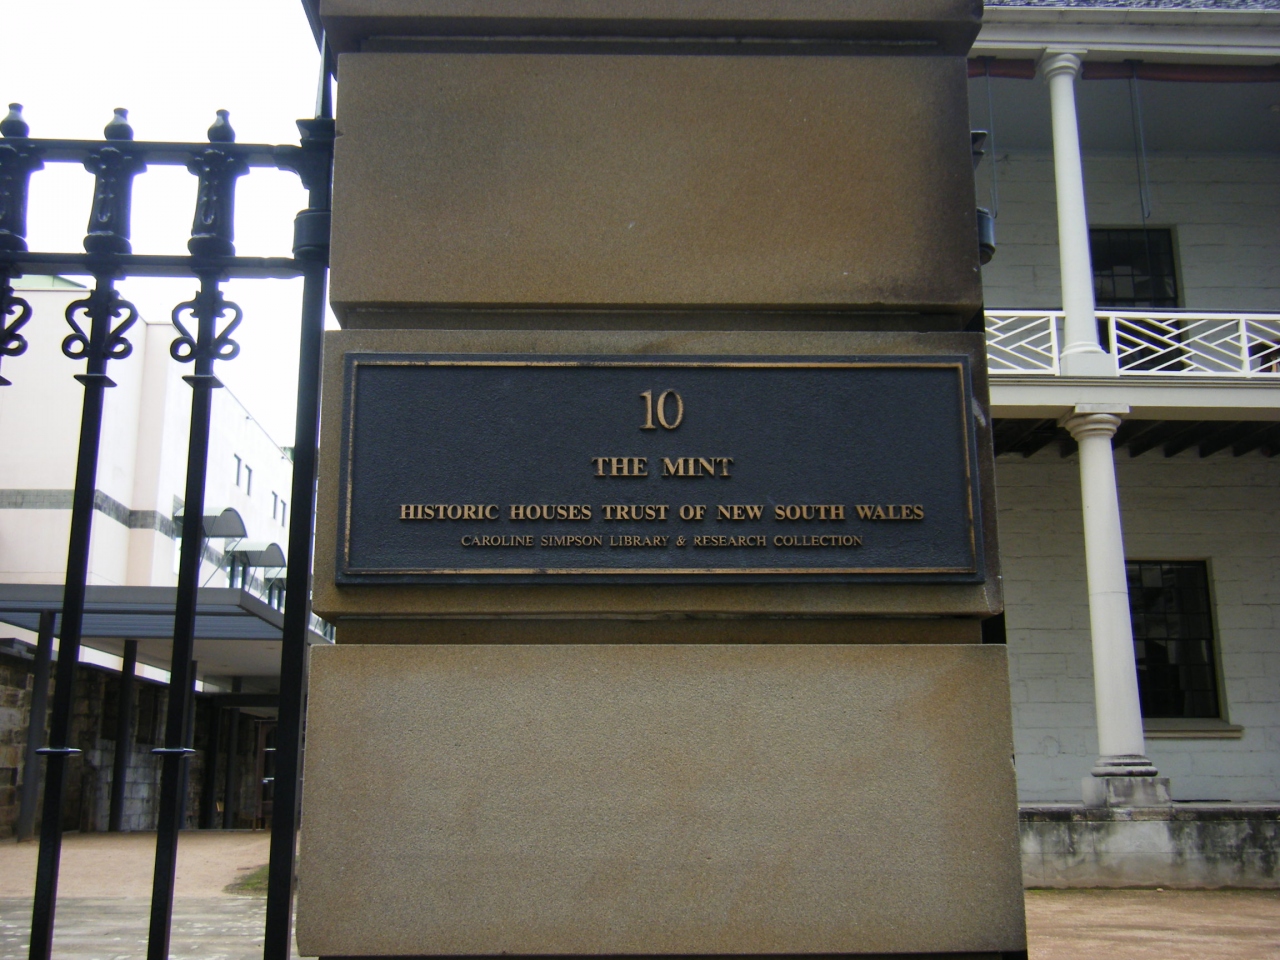 10
THE MINT
HISTORIC HOUSES TRUST OF NEW SOUTH WALES
CAROLINE SIMPSON LIBRARY & RESEARCH COLLECTION